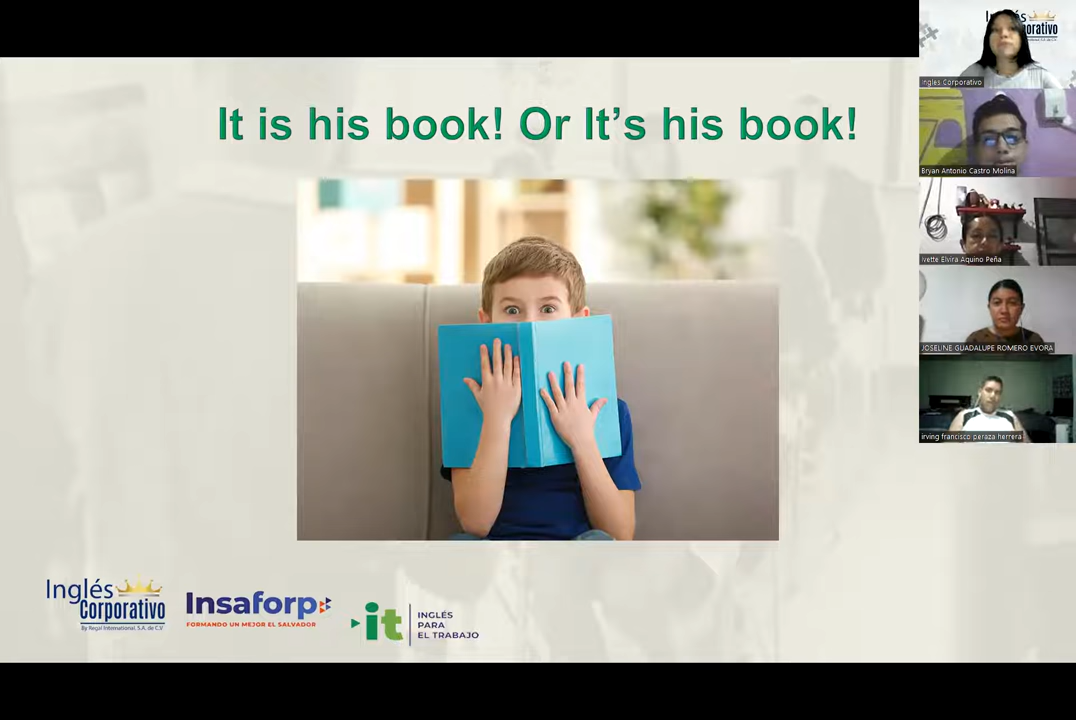 It is his book! Or It's his book!
Inglés
Corporativo
By Regal International, S.A. de C.V
Insaforp
FORMANDO UN MEJOR EL SALVADOR
it
INGLÉS
PARA
EL TRABAJO
Inglés Corporativo
Bryan Antonio Castro Molina
Ivette Elvira Aquino Peña
JOSELINE GUADALUPE ROMERO EVORA
irving francisco peraza herrera